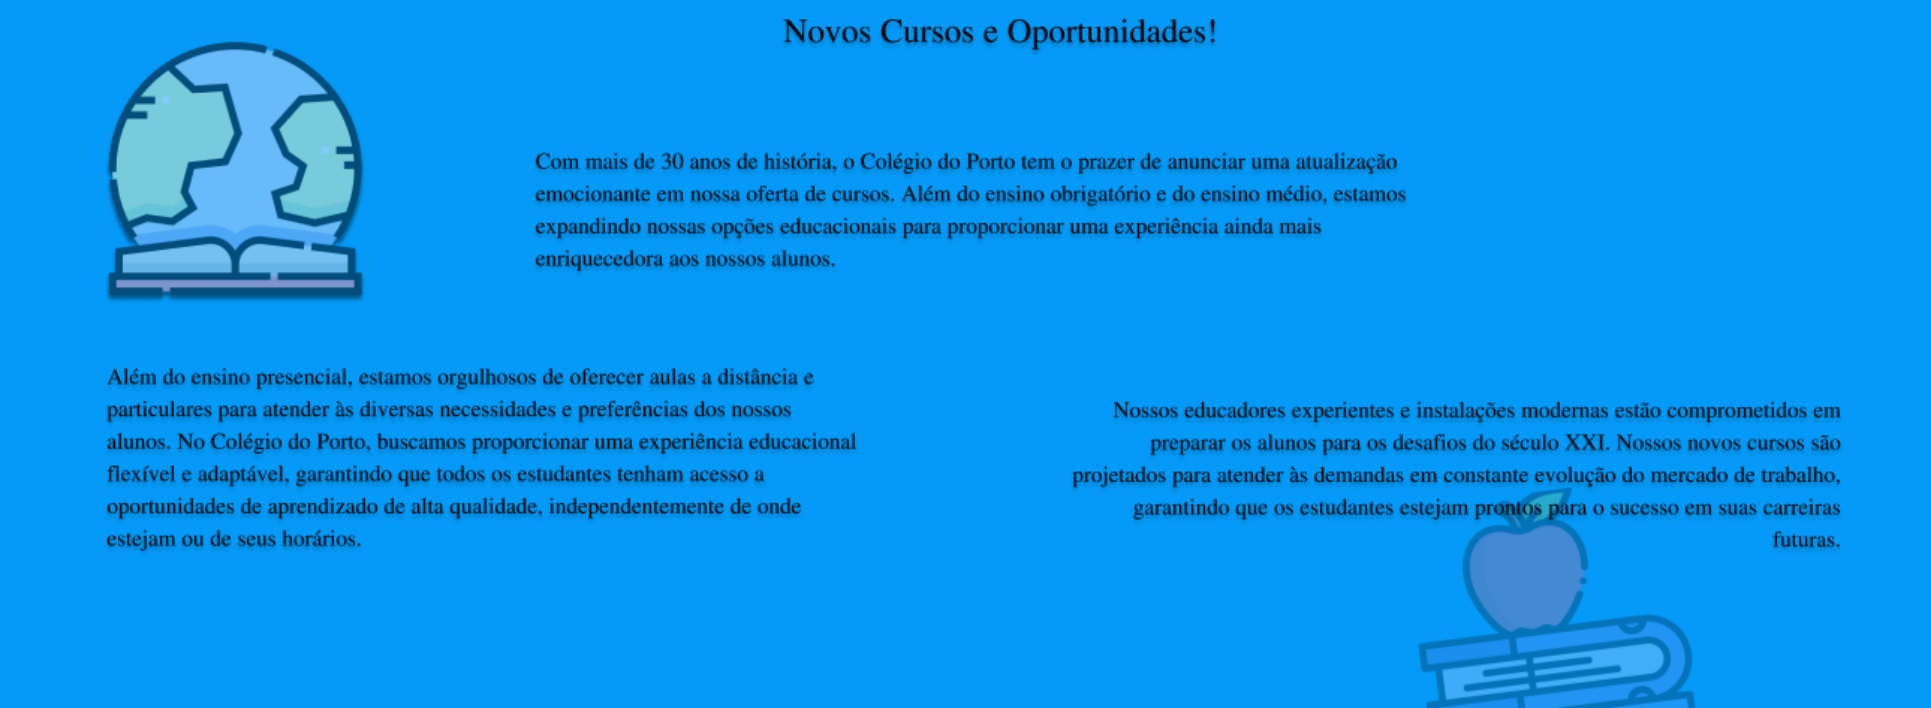 Novos Cursos e Oportunidades!
Com mais de 30 anos de história, o Colégio do Porto tem o prazer de anunciar uma atualização
emocionante em nossa oferta de cursos. Além do ensino obrigatório e do ensino médio, estamos
expandindo nossas opções educacionais para proporcionar uma experiência ainda mais
enriquecedora aos nossos alunos.
Além do ensino presencial, estamos orgulhosos de oferecer aulas a distância e
particulares para atender às diversas necessidades e preferências dos nossos
alunos. No Colégio do Porto, buscamos proporcionar uma experiência educacional
flexível e adaptável, garantindo que todos os estudantes tenham acesso a
oportunidades de aprendizado de alta qualidade, independentemente de onde
estejam ou de seus horários.
Nossos educadores experientes e instalações modernas estão comprometidos em
preparar os alunos para os desafios do século XXI. Nossos novos cursos são
projetados para atender às demandas em constante evolução do mercado de trabalho,
garantindo que os estudantes estejam prontos para o sucesso em suas carreiras
futuras.